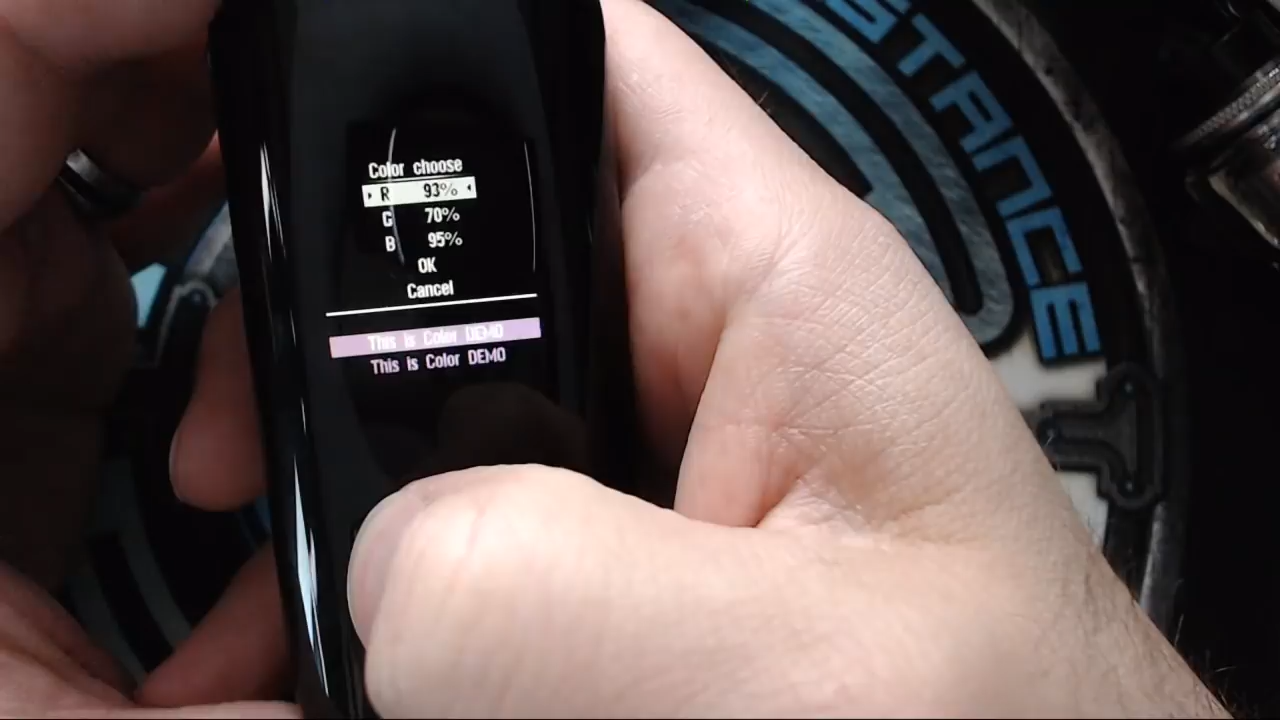 Color choose
R 93%
G 70%
B 95%
OK
Cancel
This is Color DEMO
This is Color DEMO
STANCE